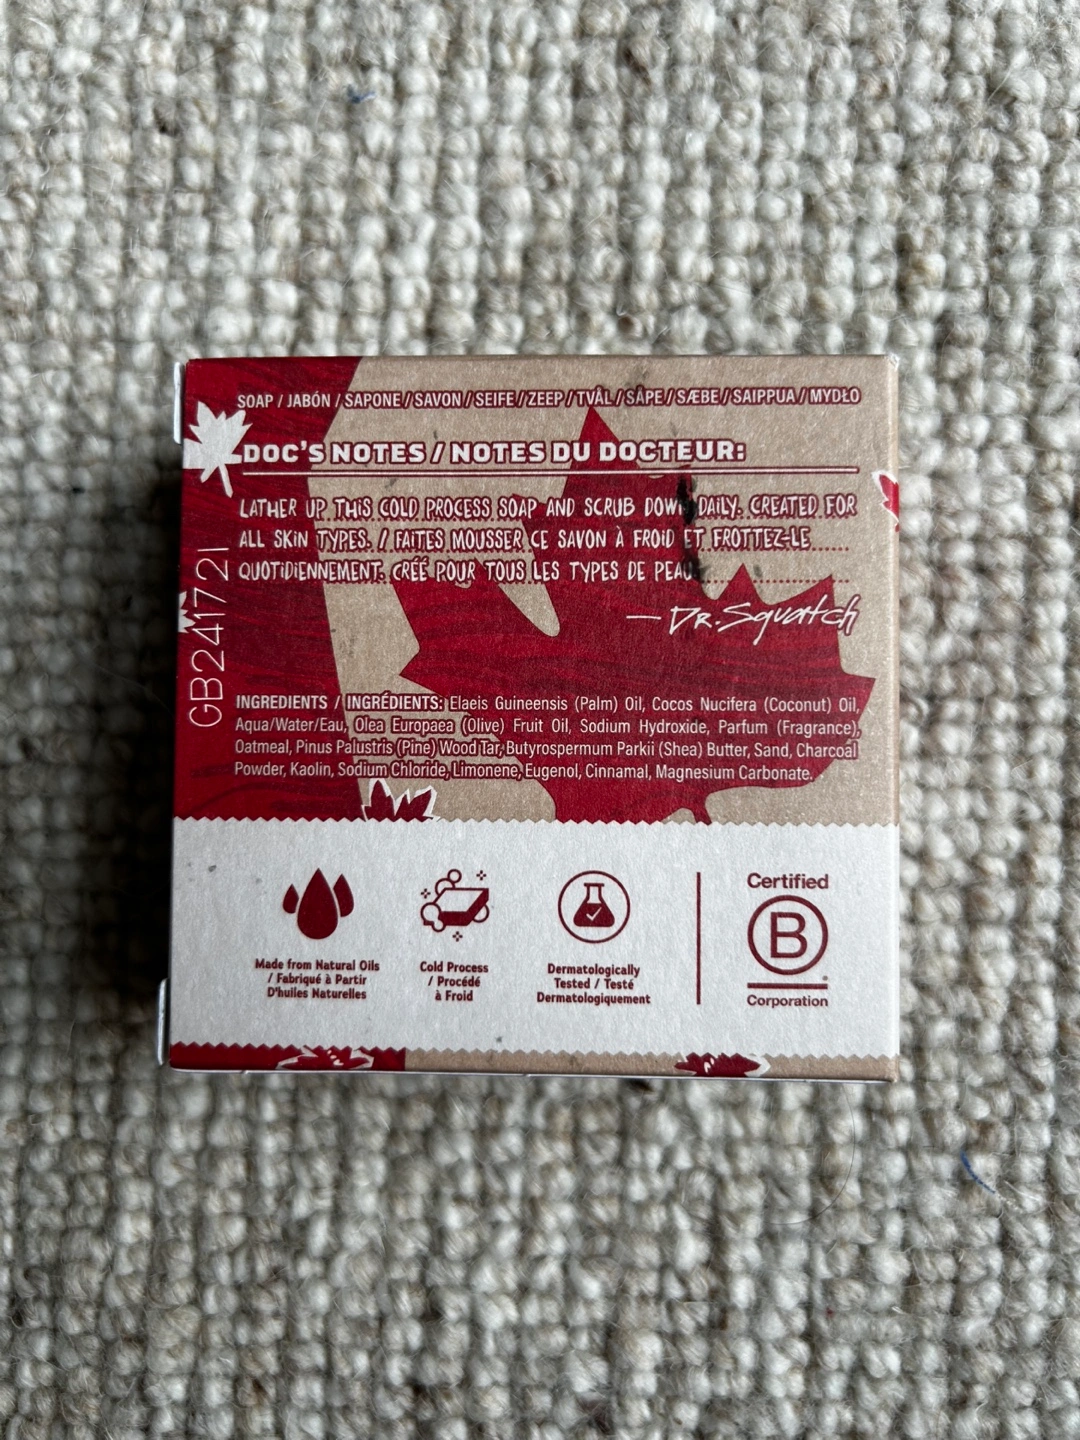 SOAP / JABÓN / SAPONE / SAVON / SEIFE / ZEEP / TVÅL / SÅPE / SÆBE / SAIPPUA / MYDŁO
DOC'S NOTES / NOTES DU DOCTEUR:
LATHER UP THIS COLD PROCESS SOAP AND SCRUB DOWN DAILY. CREATED FOR
ALL SKIN TYPES. / FAITES MOUSSER CE SAVON À FROID ET FROTTEZ-LE
QUOTIDIENNEMENT. CRÉÉ POUR TOUS LES TYPES DE PEAU.
— DR. Squatch
GB24172I
INGREDIENTS / INGRÉDIENTS: Elaeis Guineensis (Palm) Oil, Cocos Nucifera (Coconut) Oil,
Aqua/Water/Eau, Olea Europaea (Olive) Fruit Oil, Sodium Hydroxide, Parfum (Fragrance),
Oatmeal, Pinus Palustris (Pine) Wood Tar, Butyrospermum Parkii (Shea) Butter, Sand, Charcoal
Powder, Kaolin, Sodium Chloride, Limonene, Eugenol, Cinnamal, Magnesium Carbonate.
Made from Natural Oils
/ Fabriqué à Partir
D'huiles Naturelles
Cold Process
/ Procédé
à Froid
Dermatologically
Tested / Testé
Dermatologiquement
Certified
B
Corporation